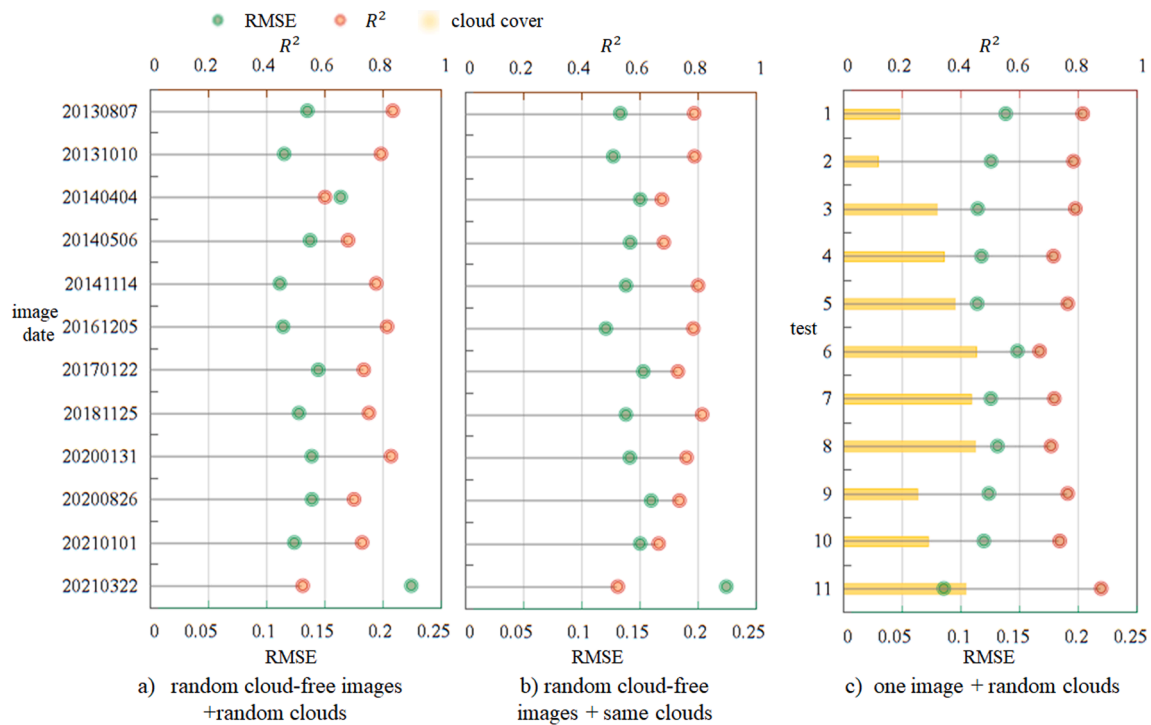 RMSE R² cloud cover
R² R² R²
0 0.2 0.4 0.6 0.8 1 0 0.2 0.4 0.6 0.8 1 0 0.2 0.4 0.6 0.8 1
20130807 1
20131010 2
20140404 3
20140506 4
20141114 5
image
date
20161205 test
20170122 6
20181125 7
20200131 8
20200826 9
20210101 10
20210322 11
0 0.05 0.1 0.15 0.2 0.25 0 0.05 0.1 0.15 0.2 0.25 0 0.05 0.1 0.15 0.2 0.25
RMSE RMSE RMSE
a) random cloud-free images
+random clouds
b) random cloud-free
images + same clouds
c) one image + random clouds